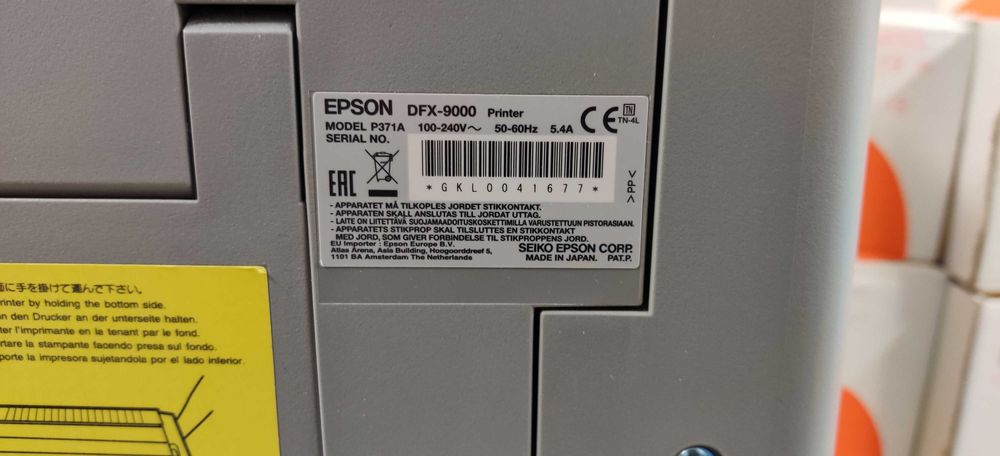 EPSON DFX-9000 Printer
MODEL P371A 100-240V～ 50-60Hz 5.4A
SERIAL NO.
CE
TN
TN-4L
*GKL0041677*
EAC
>PP<
- APPARATET MÅ TILKOPLES JORDET STIKKONTAKT.
- APPARATEN SKALL ANSLUTAS TILL JORDAT UTTAG.
- LAITE ON LIITETTÄVÄ SUOJAMAADOITUSKOSKETTIMILLA VARUSTETTUUN PISTORASIAAN.
- APPARATETS STIKPROP SKAL TILSLUTTES EN STIKKONTAKT
MED JORD, SOM GIVER FORBINDELSE TIL STIKPROPPENS JORD.
EU Importer : Epson Europe B.V.
Atlas Arena, Asia Building, Hoogoorddreef 5,
1101 BA Amsterdam The Netherlands
SEIKO EPSON CORP.
MADE IN JAPAN. PAT.P.
に手を掛けて運んで下さい。
rinter by holding the bottom side.
n den Drucker an der unterseite halten.
ter l'imprimante en la tenant par le fond.
rtare la stampante facendo presa sul fondo.
porte la impresora sujetandola por el lado inferior.